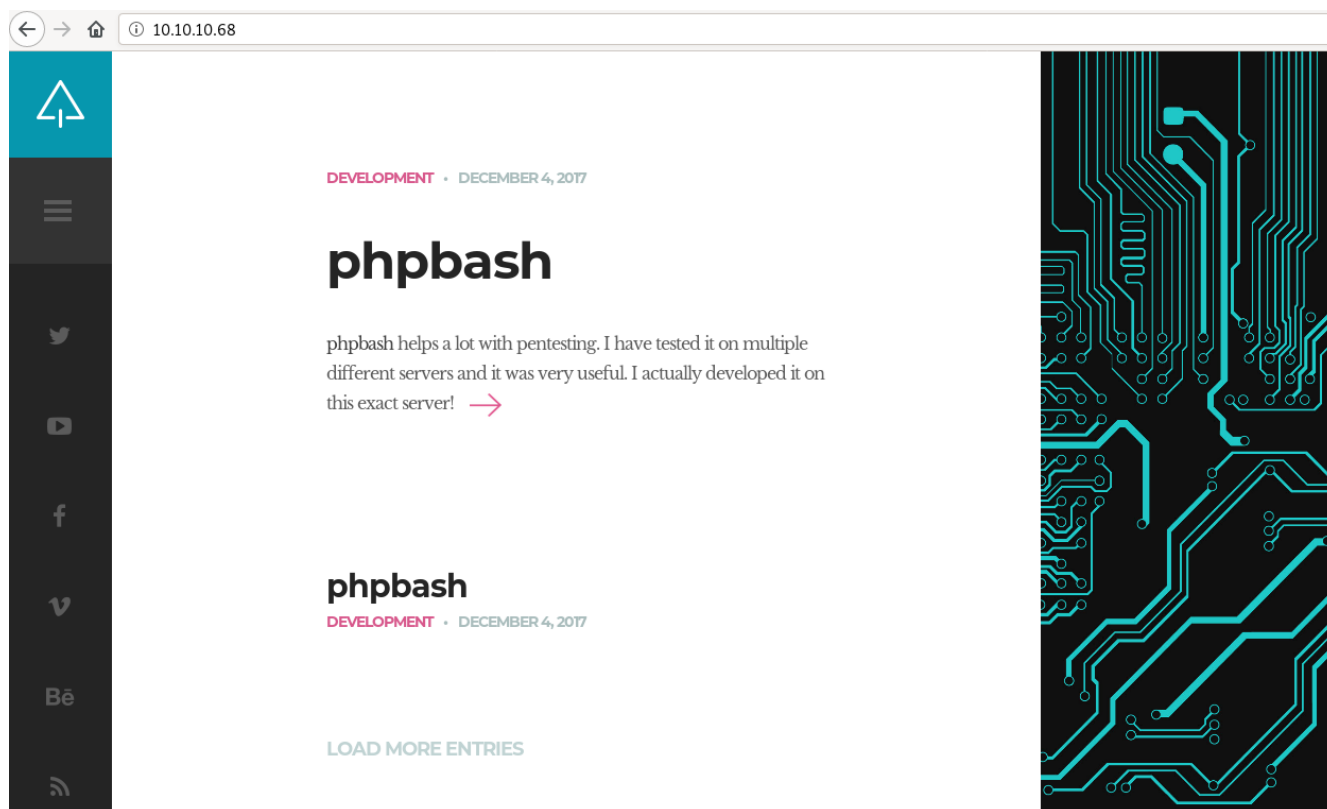 10.10.10.68
DEVELOPMENT • DECEMBER 4, 2017
phpbash
phpbash helps a lot with pentesting. I have tested it on multiple
different servers and it was very useful. I actually developed it on
this exact server!
phpbash
DEVELOPMENT • DECEMBER 4, 2017
LOAD MORE ENTRIES
Bē